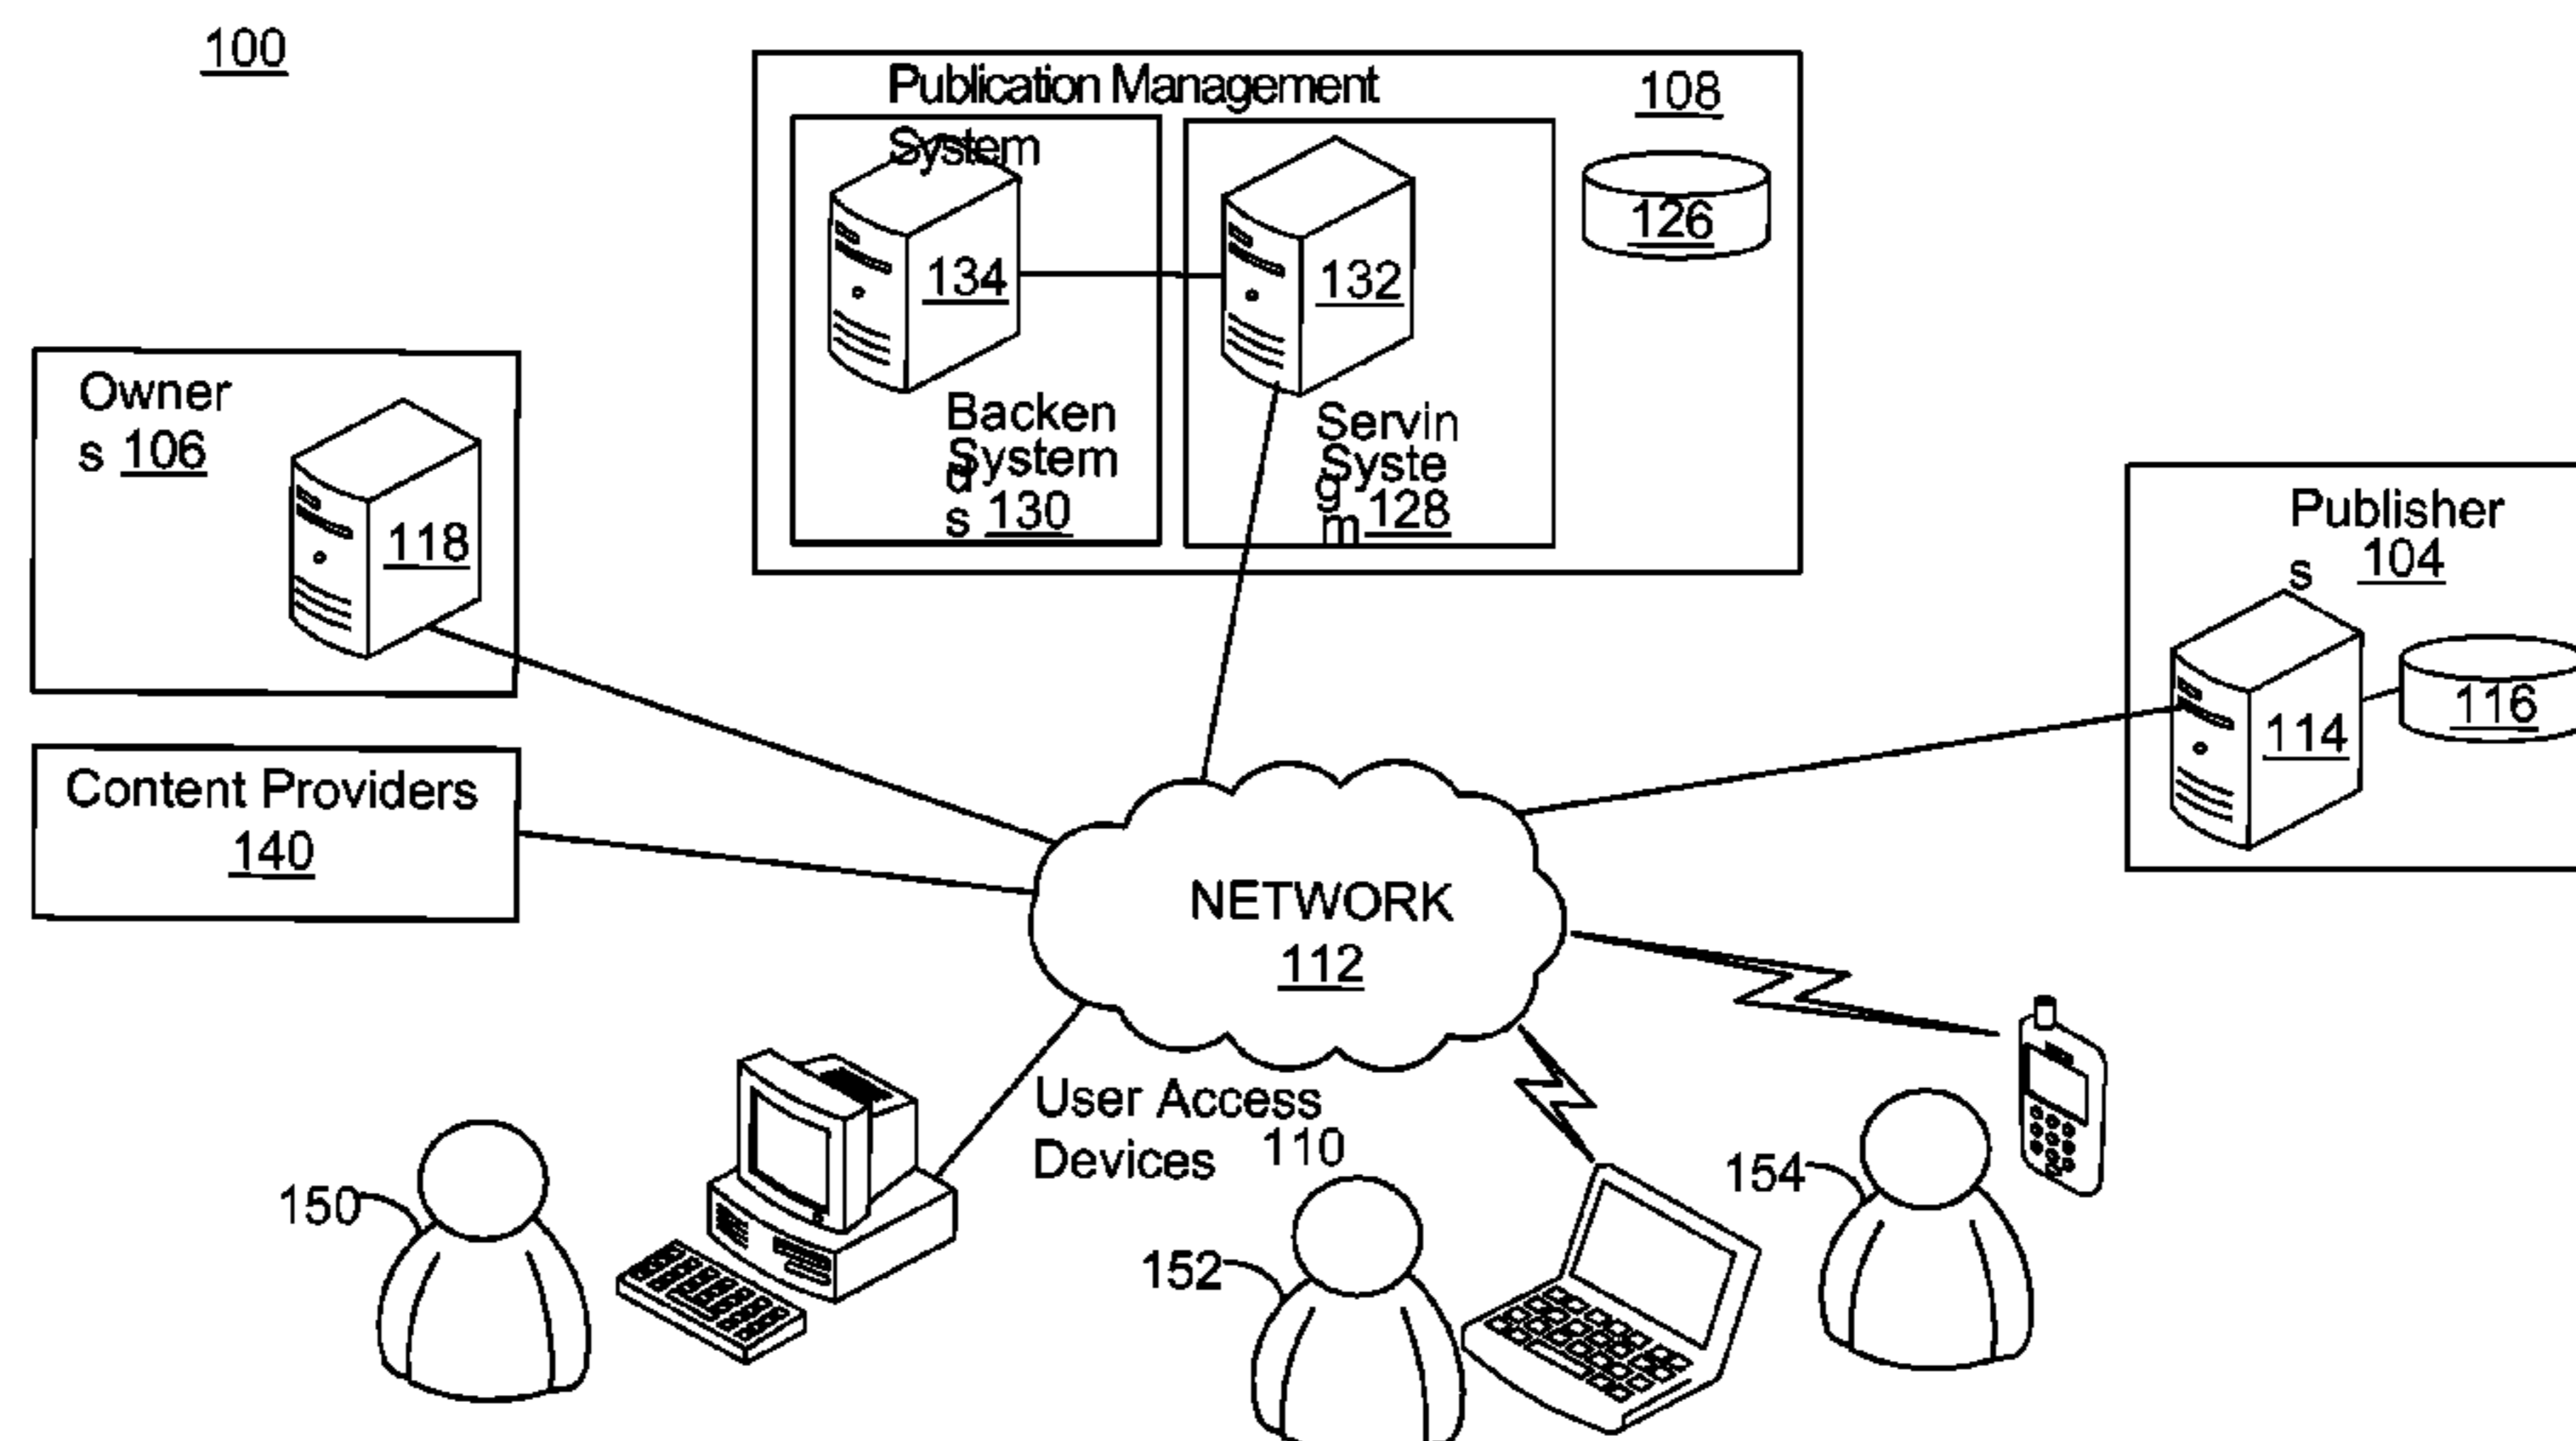 100
Publication Management
System
108
126
134
132
Backen
d
System
s 130
Servin
g
Syste
m 128
Owner
s 106
118
Publisher
s 104
114
116
Content Providers
140
NETWORK
112
User Access
Devices 110
150
152
154